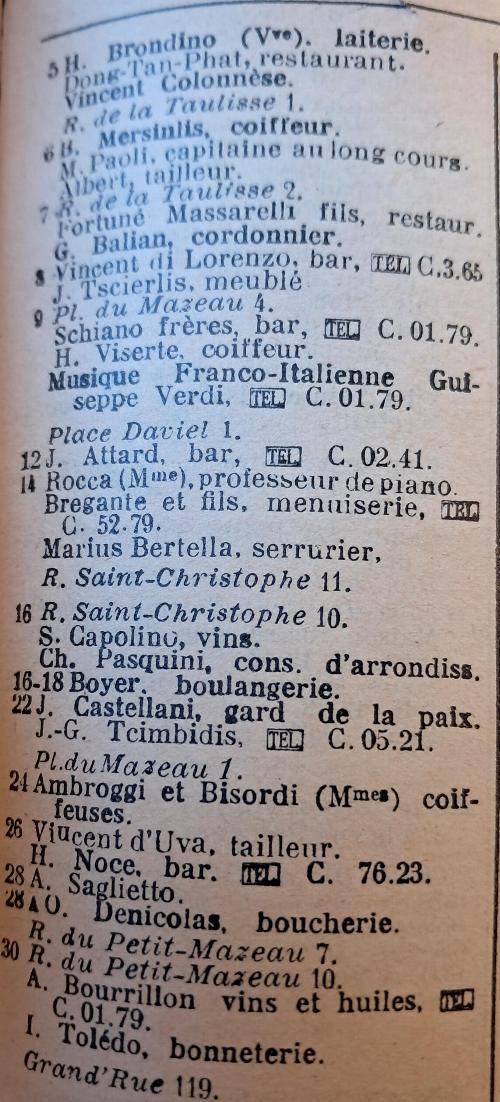 5 H. Brondino (Vve). laiterie.
Dong-Tan-Phat, restaurant.
Vincent Colonnèse.
R. de la Taulisse 1.
6 B. Mersinlis, coiffeur.
M. Paoli, capitaine au long cours.
Albert, tailleur.
7 R. de la Taulisse 2.
Fortuné Massarelli fils, restaur.
G. Balian, cordonnier.
8 Vincent di Lorenzo, bar, TEL C.3.65
J. Tscierlis, meublé
9 Pl. du Mazeau 4.
Schiano frères, bar, TEL C. 01.79.
H. Viserte, coiffeur.
Musique Franco-Italienne Gui-
seppe Verdi, TEL C. 01.79.
Place Daviel 1.
12 J. Attard, bar, TEL C. 02.41.
14 Rocca (Mme), professeur de piano.
Bregante et fils, menuiserie, TEL
C. 52.79.
Marius Bertella, serrurier,
R. Saint-Christophe 11.
16 R. Saint-Christophe 10.
S. Capolino, vins.
Ch. Pasquini, cons. d'arrondiss.
16-18 Boyer, boulangerie.
22 J. Castellani, gard de la paix.
J.-G. Tcimbidis, TEL C. 05.21.
Pl. du Mazeau 1.
24 Ambroggi et Bisordi (Mmes) coif-
feuses.
26 Vincent d'Uva, tailleur.
H. Noce, bar. TEL C. 76.23.
28 A. Saglietto.
28 A O. Denicolas, boucherie.
R. du Petit-Mazeau 7.
30 R. du Petit-Mazeau 10.
A. Bourrillon vins et huiles, TEL
C. 01.79.
I. Tolédo, bonneterie.
Grand'Rue 119.